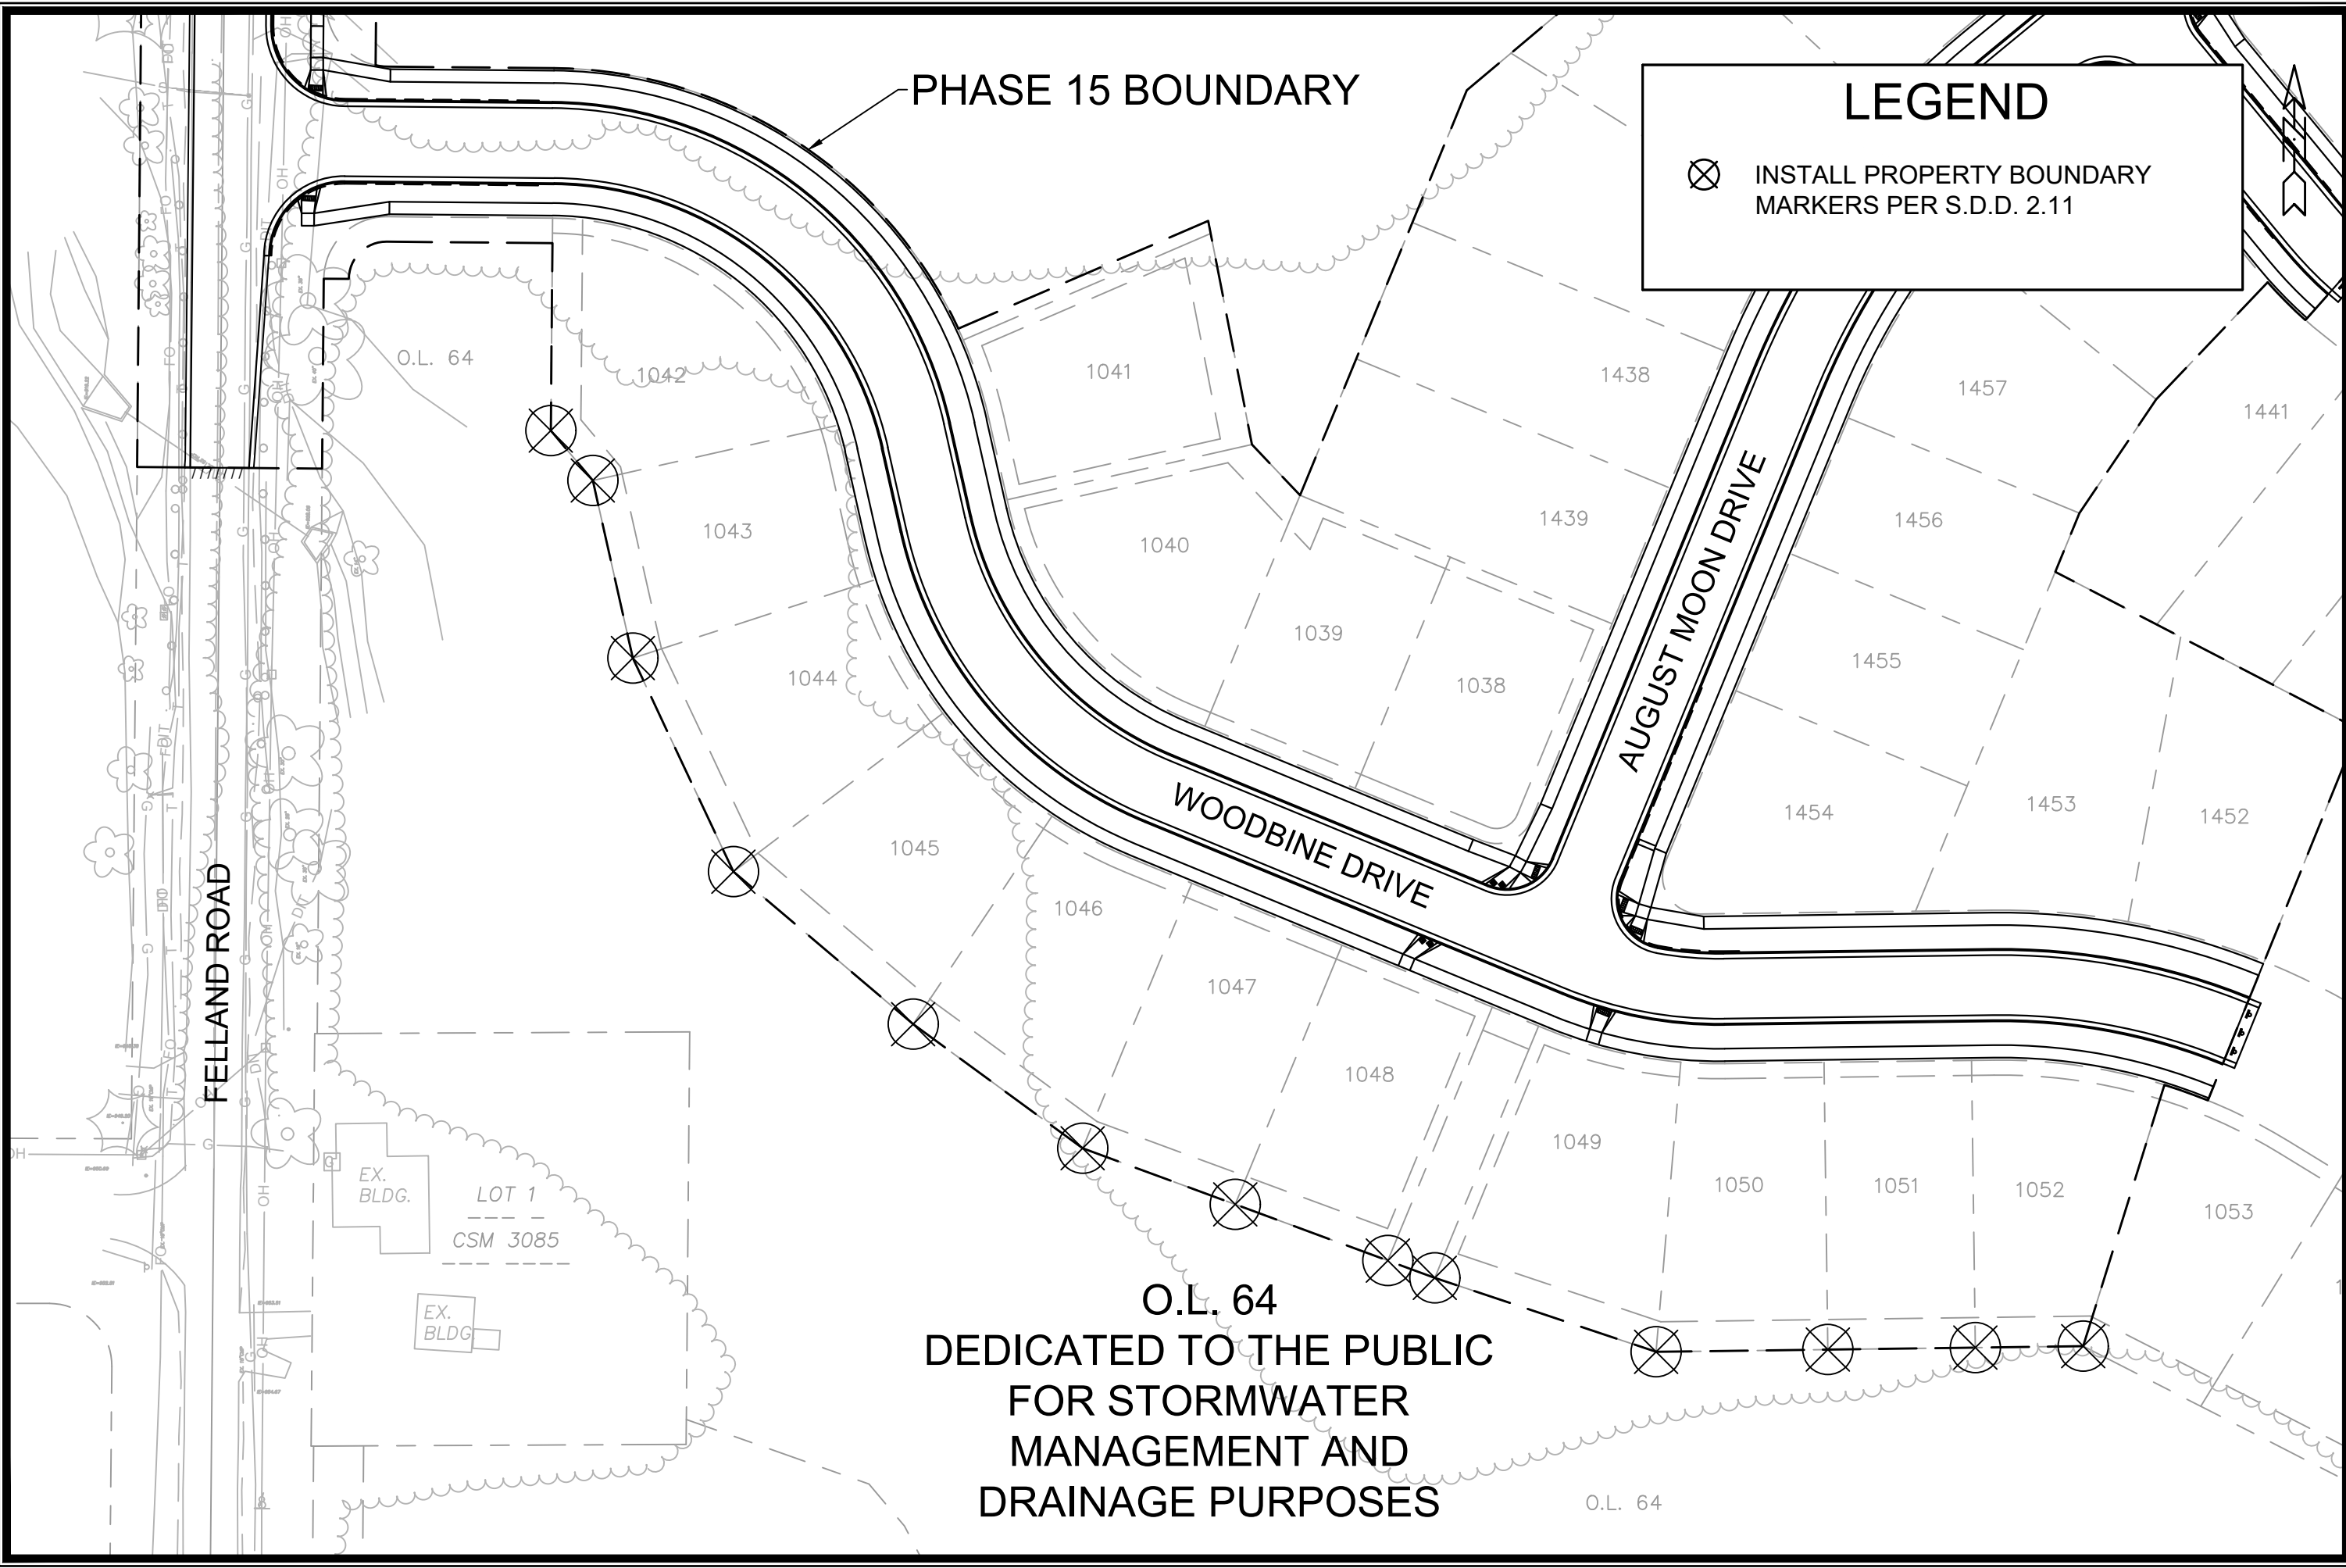 PHASE 15 BOUNDARY
LEGEND
INSTALL PROPERTY BOUNDARY
MARKERS PER S.D.D. 2.11
O.L. 64
1042
1041
1438
1457
1441
1043
1040
1439
1456
1039
1044
1038
1455
AUGUST MOON DRIVE
WOODBINE DRIVE
1454
1453
1452
1045
1046
FELLAND ROAD
1047
1048
1049
1050
1051
1052
1053
EX.
BLDG.
LOT 1
CSM 3085
EX.
BLDG
O.L. 64
DEDICATED TO THE PUBLIC
FOR STORMWATER
MANAGEMENT AND
DRAINAGE PURPOSES
O.L. 64